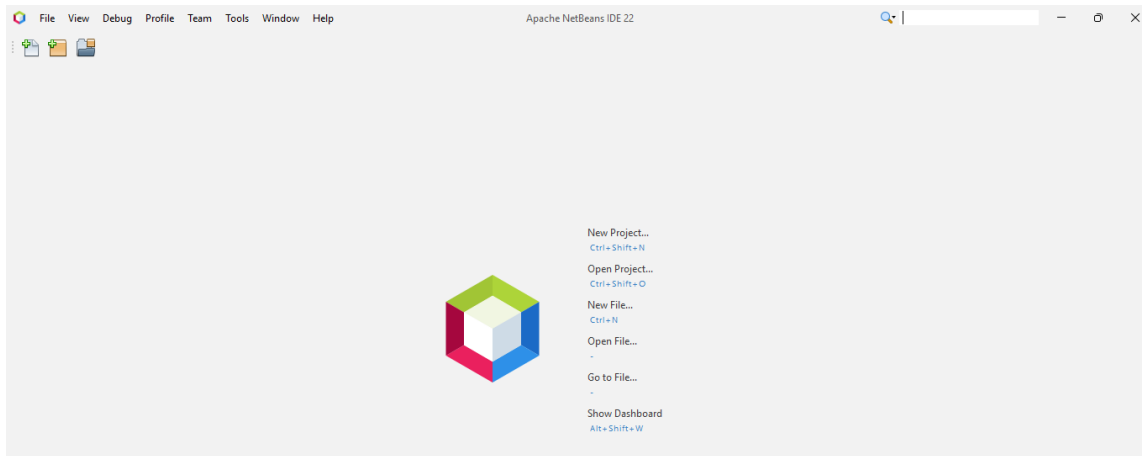 File View Debug Profile Team Tools Window Help Apache NetBeans IDE 22
New Project...
Ctrl+Shift+N
Open Project...
Ctrl+Shift+O
New File...
Ctrl+N
Open File...
-
Go to File...
-
Show Dashboard
Alt+Shift+W